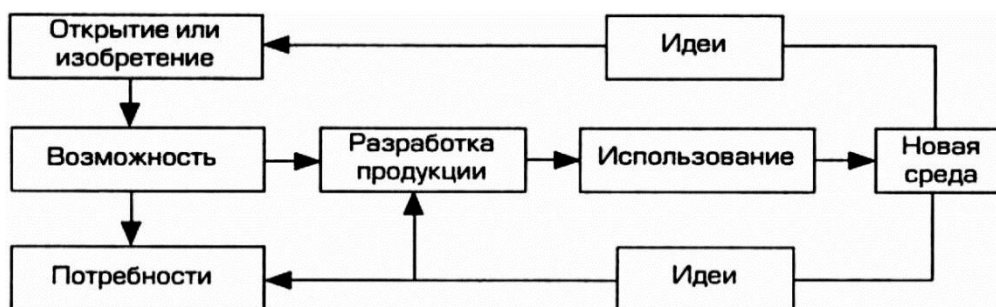 Открытие или
изобретение
Идеи
Возможность
Разработка
продукции
Использование
Новая
среда
Потребности
Идеи